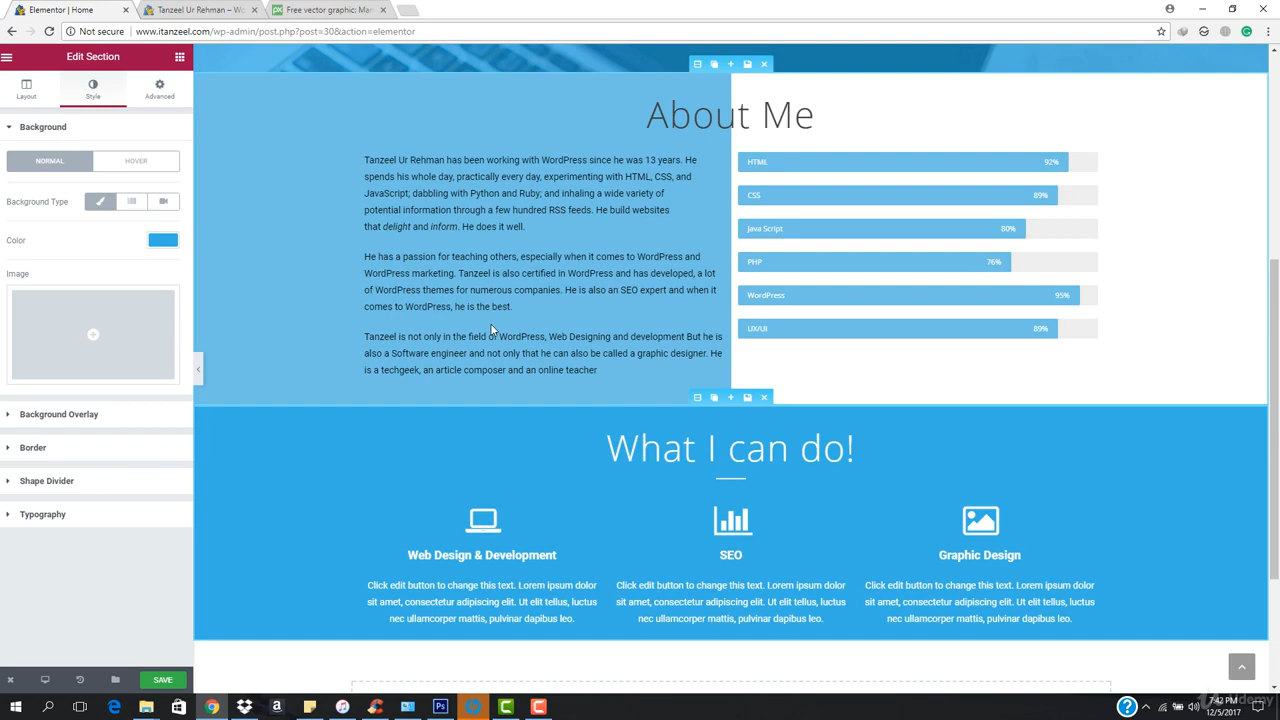 Elementor | Home
Tanzeel Ur Rehman – Wo
Free vector graphic: Man
Not secure
www.itanzeel.com/wp-admin/post.php?post=30&action=elementor
Edit Section
Layout
Style
Advanced
Background
NORMAL
HOVER
Background Type
Color
Image
Background Overlay
Border
Shape Divider
Typography
SAVE
About Me
Tanzeel Ur Rehman has been working with WordPress since he was 13 years. He
spends his whole day, practically every day, experimenting with HTML, CSS, and
JavaScript; dabbling with Python and Ruby; and inhaling a wide variety of
potential information through a few hundred RSS feeds. He build websites
that delight and inform. He does it well.
He has a passion for teaching others, especially when it comes to WordPress and
WordPress marketing. Tanzeel is also certified in WordPress and has developed, a lot
of WordPress themes for numerous companies. He is also an SEO expert and when it
comes to WordPress, he is the best.
Tanzeel is not only in the field of WordPress, Web Designing and development But he is
also a Software engineer and not only that he can also be called a graphic designer. He
is a techgeek, an article composer and an online teacher
HTML 92%
CSS 89%
Java Script 80%
PHP 76%
WordPress 95%
UX/UI 89%
What I can do!
Web Design & Development
Click edit button to change this text. Lorem ipsum dolor
sit amet, consectetur adipiscing elit. Ut elit tellus, luctus
nec ullamcorper mattis, pulvinar dapibus leo.
SEO
Click edit button to change this text. Lorem ipsum dolor
sit amet, consectetur adipiscing elit. Ut elit tellus, luctus
nec ullamcorper mattis, pulvinar dapibus leo.
Graphic Design
Click edit button to change this text. Lorem ipsum dolor
sit amet, consectetur adipiscing elit. Ut elit tellus, luctus
nec ullamcorper mattis, pulvinar dapibus leo.
Ps
7:42 PM
12/5/2017
Udemy